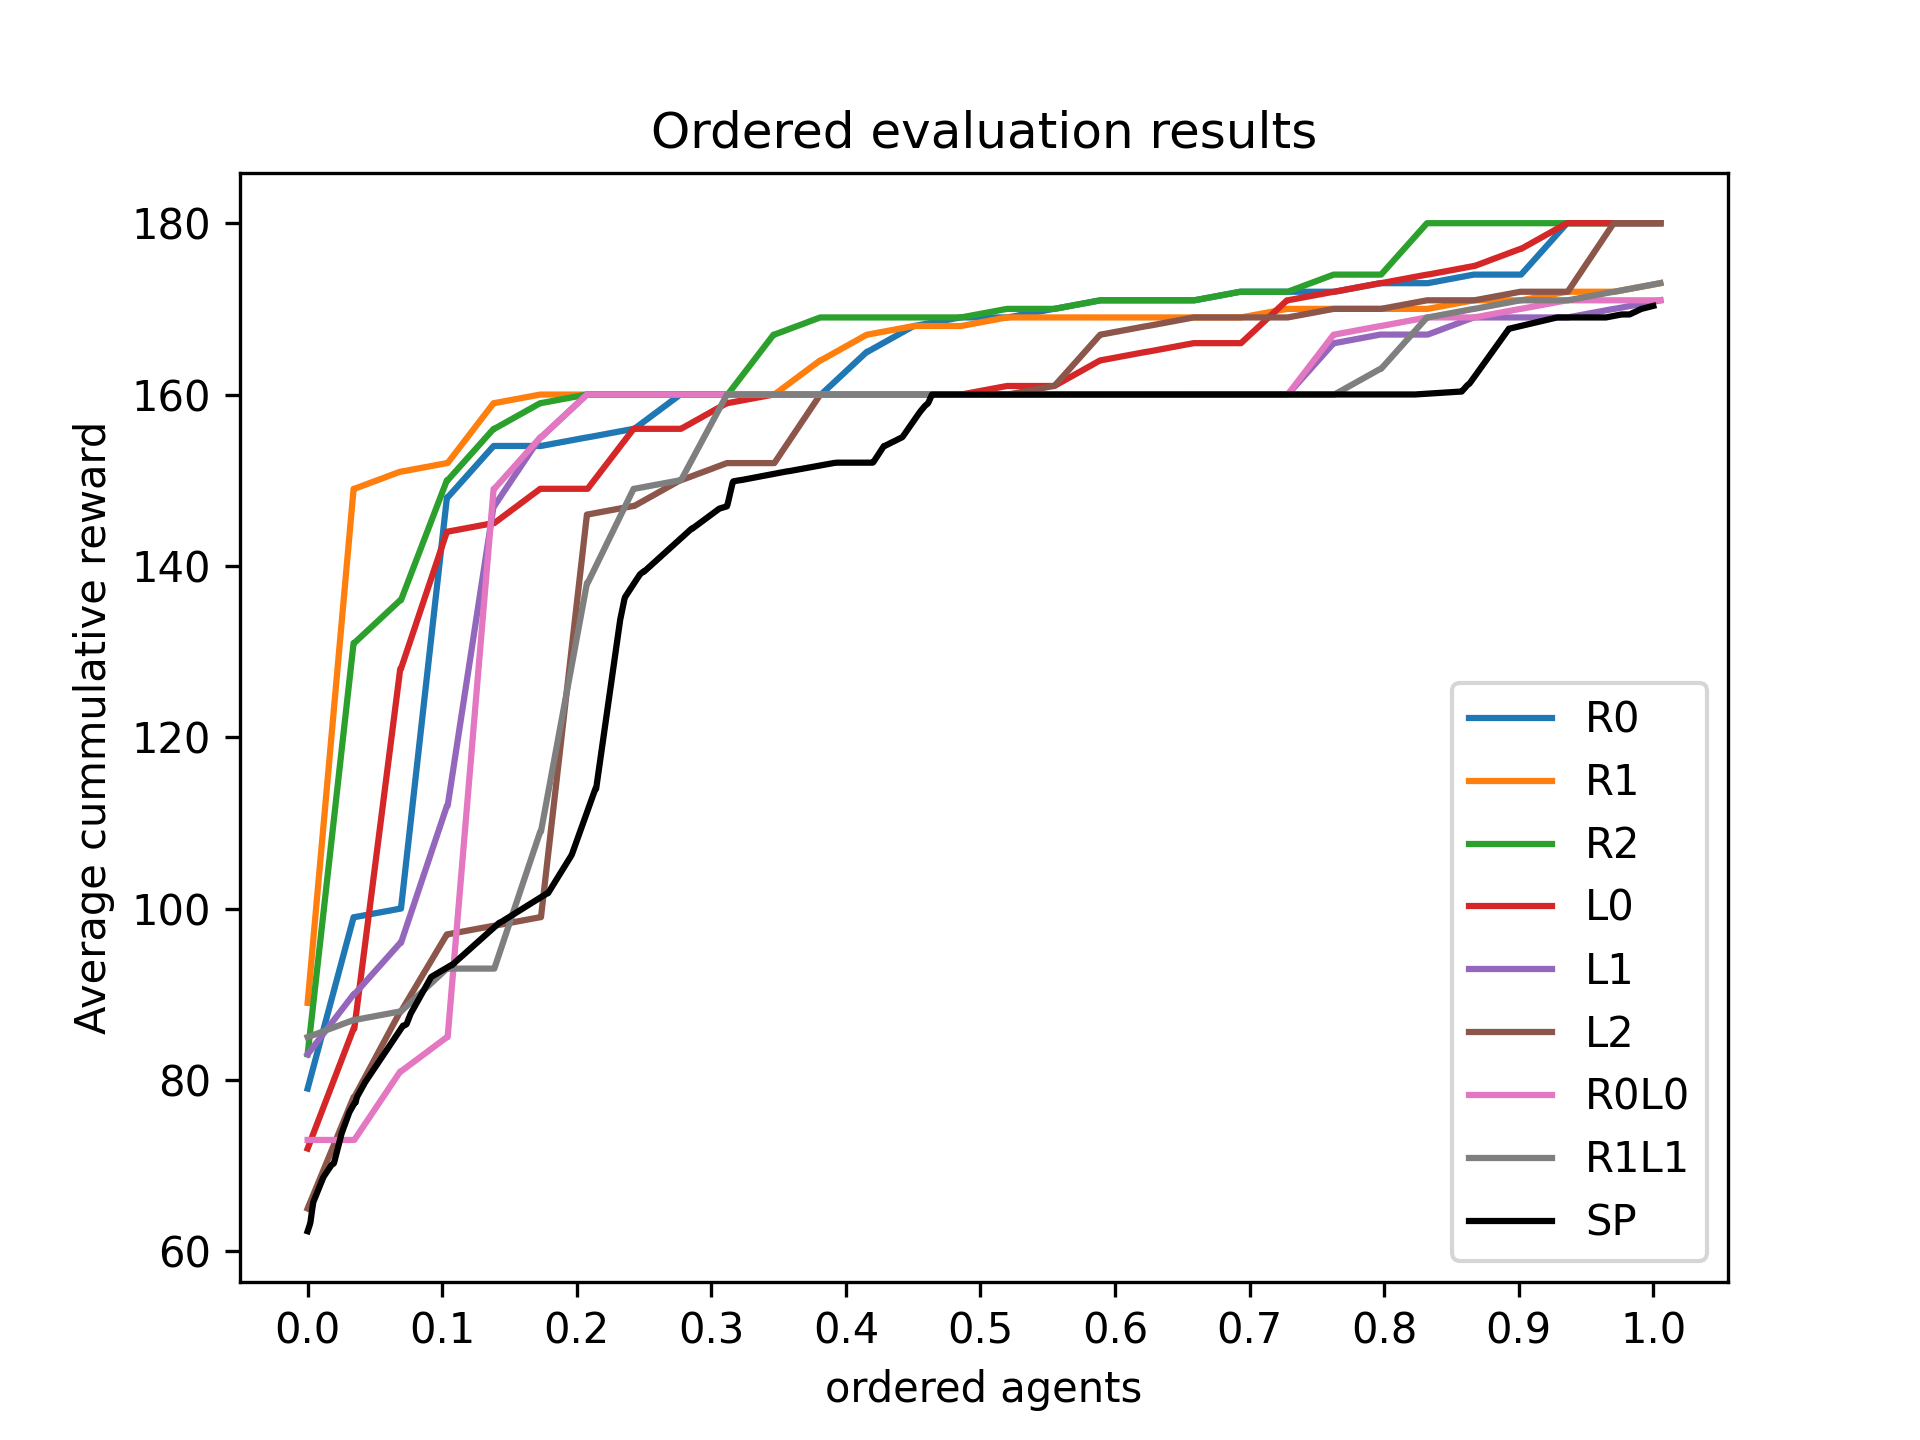 Ordered evaluation results
Average cummulative reward
180
160
140
120
100
80
60
0.0 0.1 0.2 0.3 0.4 0.5 0.6 0.7 0.8 0.9 1.0
ordered agents
R0
R1
R2
L0
L1
L2
R0L0
R1L1
SP